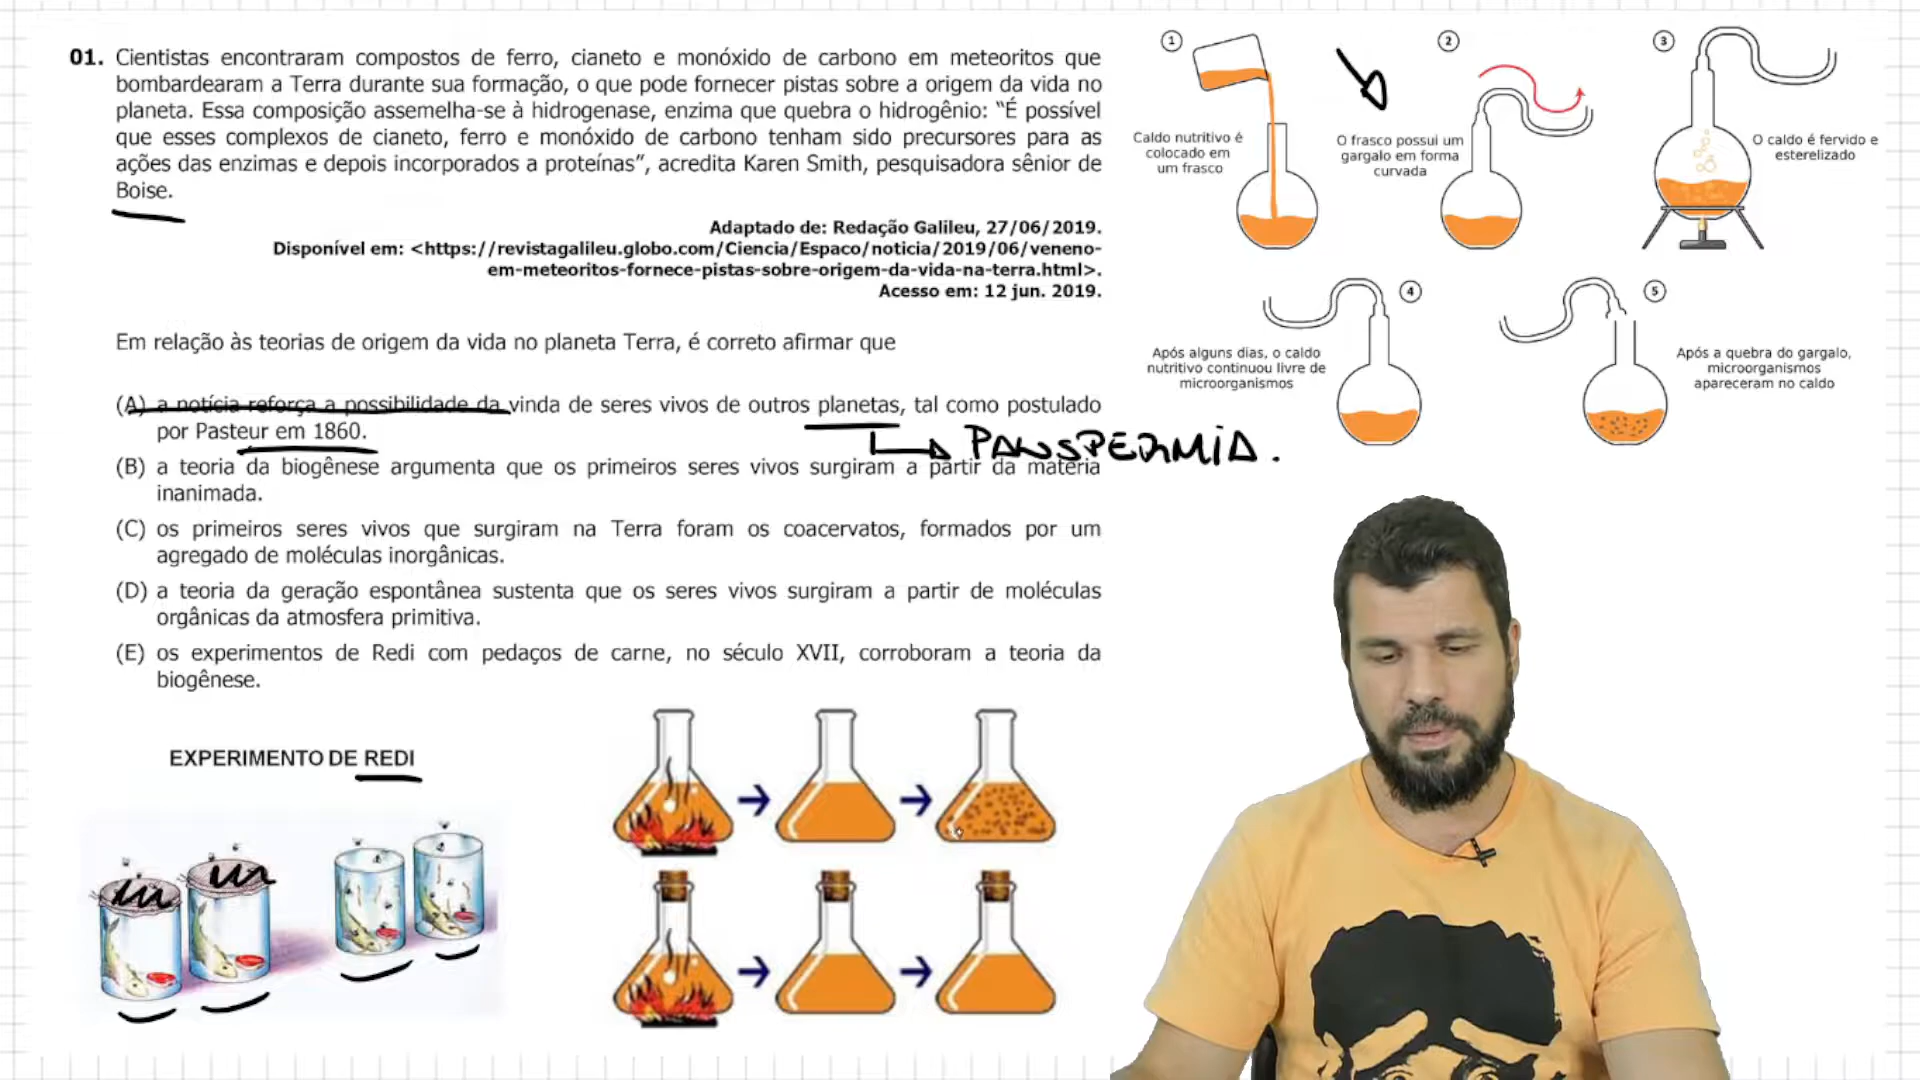 01. Cientistas encontraram compostos de ferro, cianeto e monóxido de carbono em meteoritos que
bombardearam a Terra durante sua formação, o que pode fornecer pistas sobre a origem da vida no
planeta. Essa composição assemelha-se à hidrogenase, enzima que quebra o hidrogênio: “É possível
que esses complexos de cianeto, ferro e monóxido de carbono tenham sido precursores para as
ações das enzimas e depois incorporados a proteínas”, acredita Karen Smith, pesquisadora sênior de
Boise.
Adaptado de: Redação Galileu, 27/06/2019.
Disponível em: <https://revistagalileu.globo.com/Ciencia/Espaco/noticia/2019/06/veneno-
em-meteoritos-fornece-pistas-sobre-origem-da-vida-na-terra.html>.
Acesso em: 12 jun. 2019.
Em relação às teorias de origem da vida no planeta Terra, é correto afirmar que
(A) a notícia reforça a possibilidade da vinda de seres vivos de outros planetas, tal como postulado
por Pasteur em 1860.
PANSPERMIA.
(B) a teoria da biogênese argumenta que os primeiros seres vivos surgiram a partir da matéria
inanimada.
(C) os primeiros seres vivos que surgiram na Terra foram os coacervatos, formados por um
agregado de moléculas inorgânicas.
(D) a teoria da geração espontânea sustenta que os seres vivos surgiram a partir de moléculas
orgânicas da atmosfera primitiva.
(E) os experimentos de Redi com pedaços de carne, no século XVII, corroboram a teoria da
biogênese.
EXPERIMENTO DE REDI
1
Caldo nutritivo é
colocado em
um frasco
2
O frasco possui um
gargalo em forma
curvada
3
O caldo é fervido e
esterelizado
4
Após alguns dias, o caldo
nutritivo continuou livre de
microorganismos
5
Após a quebra do gargalo,
microorganismos
apareceram no caldo